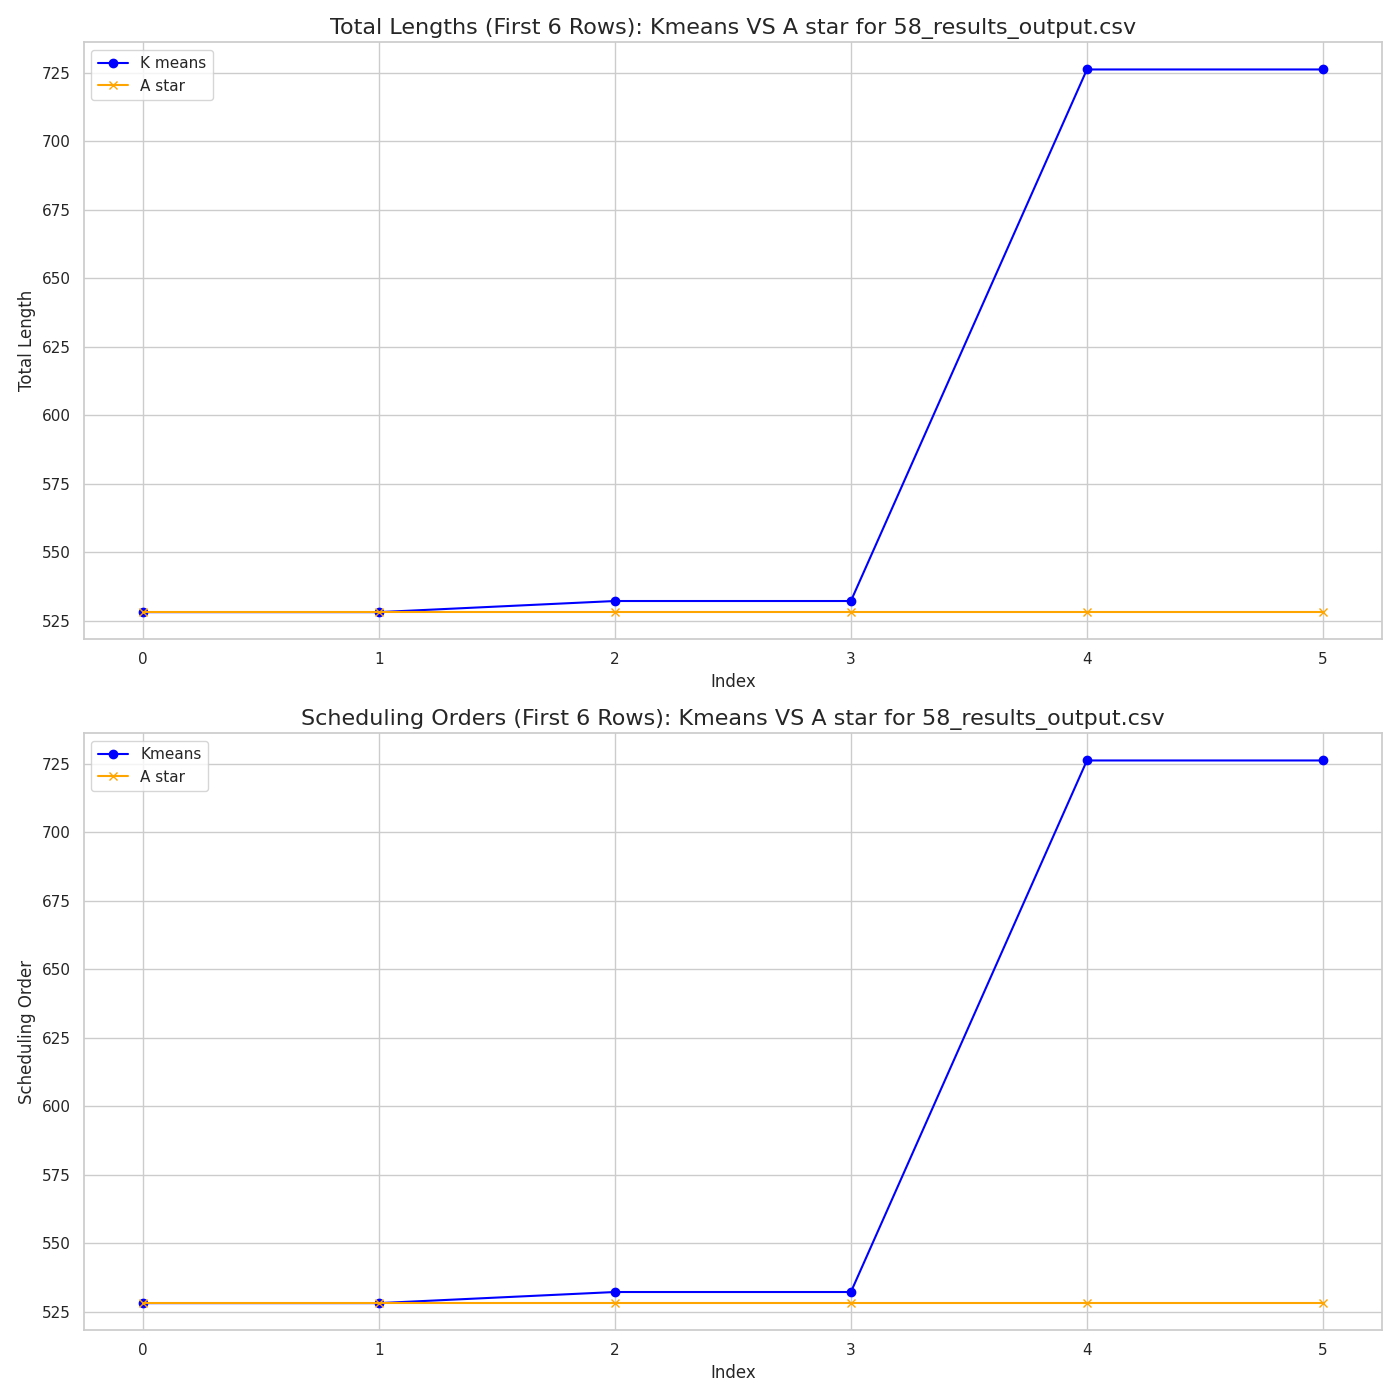 Total Lengths (First 6 Rows): Kmeans VS A star for 58_results_output.csv
K means
A star
725
700
675
650
625
600
575
550
525
Total Length
0 1 2 3 4 5
Index
Scheduling Orders (First 6 Rows): Kmeans VS A star for 58_results_output.csv
Kmeans
A star
725
700
675
650
625
600
575
550
525
Scheduling Order
0 1 2 3 4 5
Index